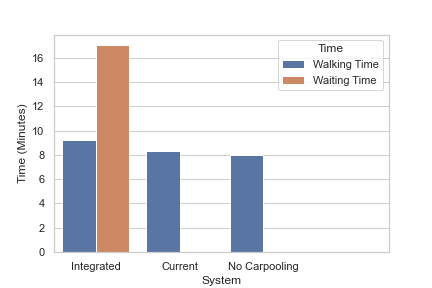 Time
Walking Time
Waiting Time
16
14
12
10
8
6
4
2
0
Time (Minutes)
Integrated Current No Carpooling
System